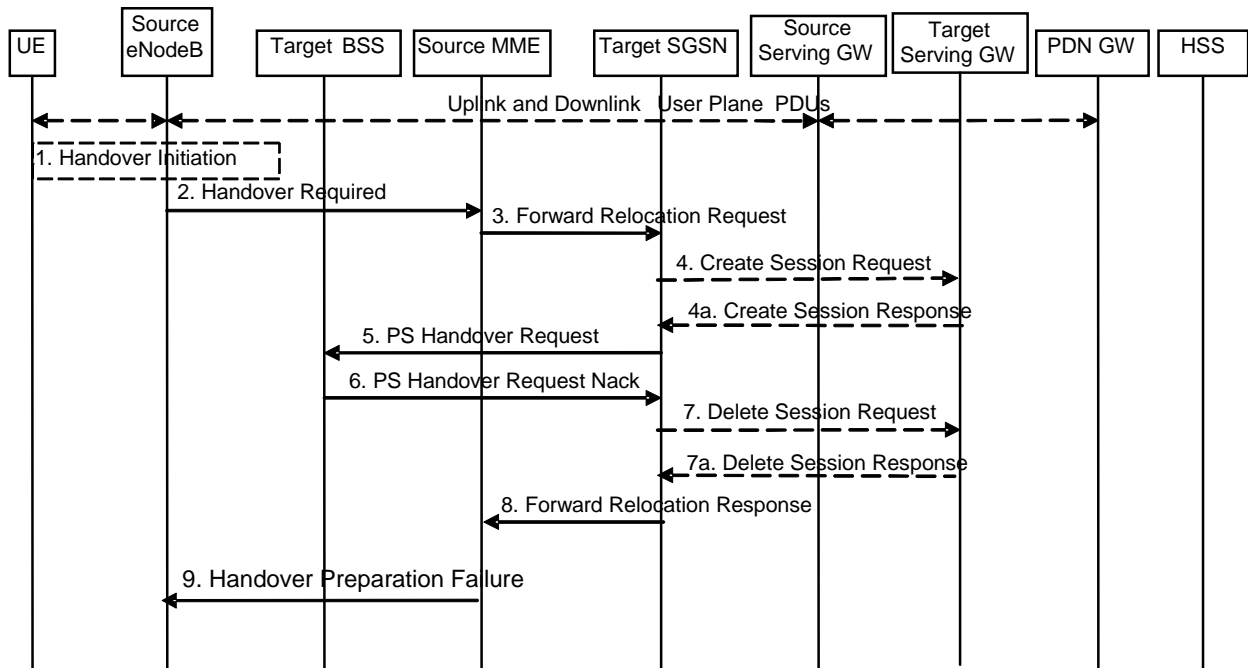 UE
Source
eNodeB
Target BSS
Source MME
Target SGSN
Source
Serving GW
Target
Serving GW
PDN GW
HSS
Uplink and Downlink User Plane PDUs
1. Handover Initiation
2. Handover Required
3. Forward Relocation Request
4. Create Session Request
4a. Create Session Response
5. PS Handover Request
6. PS Handover Request Nack
7. Delete Session Request
7a. Delete Session Response
8. Forward Relocation Response
9. Handover Preparation Failure